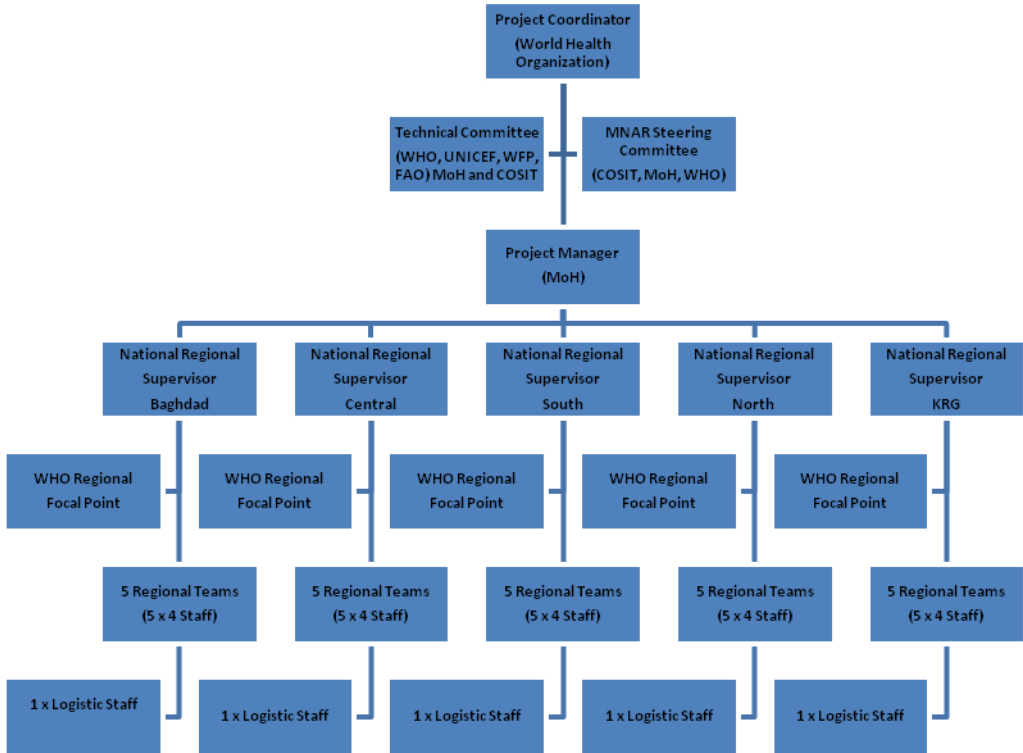 Project Coordinator
(World Health
Organization)
Technical Committee
(WHO, UNICEF, WFP,
FAO) MoH and COSIT
MNAR Steering
Committee
(COSIT, MoH, WHO)
Project Manager
(MoH)
National Regional
Supervisor
Baghdad
National Regional
Supervisor
Central
National Regional
Supervisor
South
National Regional
Supervisor
North
National Regional
Supervisor
KRG
WHO Regional
Focal Point
WHO Regional
Focal Point
WHO Regional
Focal Point
WHO Regional
Focal Point
WHO Regional
Focal Point
5 Regional Teams
(5 x 4 Staff)
5 Regional Teams
(5 x 4 Staff)
5 Regional Teams
(5 x 4 Staff)
5 Regional Teams
(5 x 4 Staff)
5 Regional Teams
(5 x 4 Staff)
1 x Logistic Staff
1 x Logistic Staff
1 x Logistic Staff
1 x Logistic Staff
1 x Logistic Staff